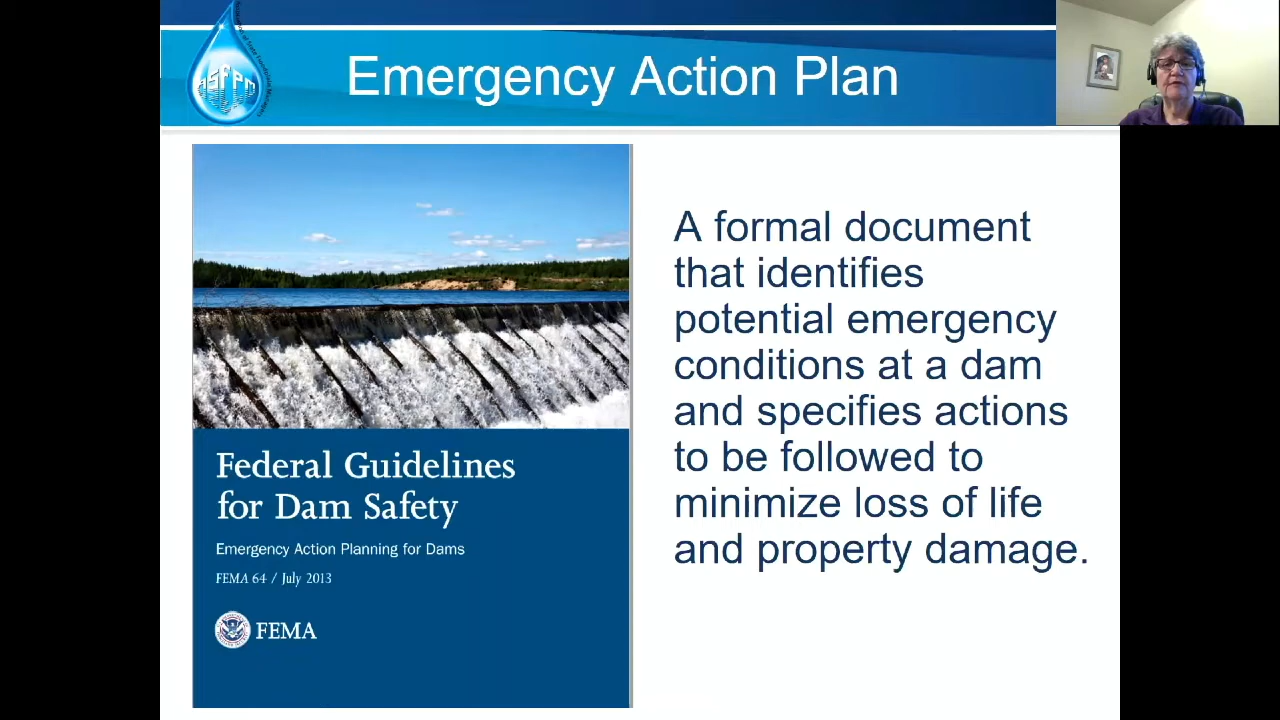 Emergency Action Plan
ASFPM
A formal document
that identifies
potential emergency
conditions at a dam
and specifies actions
to be followed to
minimize loss of life
and property damage.
Federal Guidelines
for Dam Safety
Emergency Action Planning for Dams
FEMA 64 / July 2013
FEMA